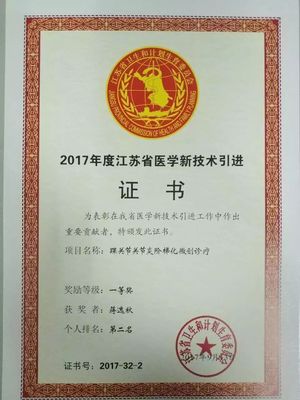 江苏省卫生和计划生育委员会
JIANGSU PROVINCIAL COMMISSION OF HEALTH AND FAMILY PLANNING
2017年度江苏省医学新技术引进
证书
为表彰在我省医学新技术引进工作中作出
重要贡献者，特颁发此证书。
项目名称：踝关节关节炎阶梯化微创诊疗
奖励等级：一等奖
获奖者：蒋逸秋
个人排名：第二名
证书号：2017-32-2
江苏省卫生和计划生育委员会